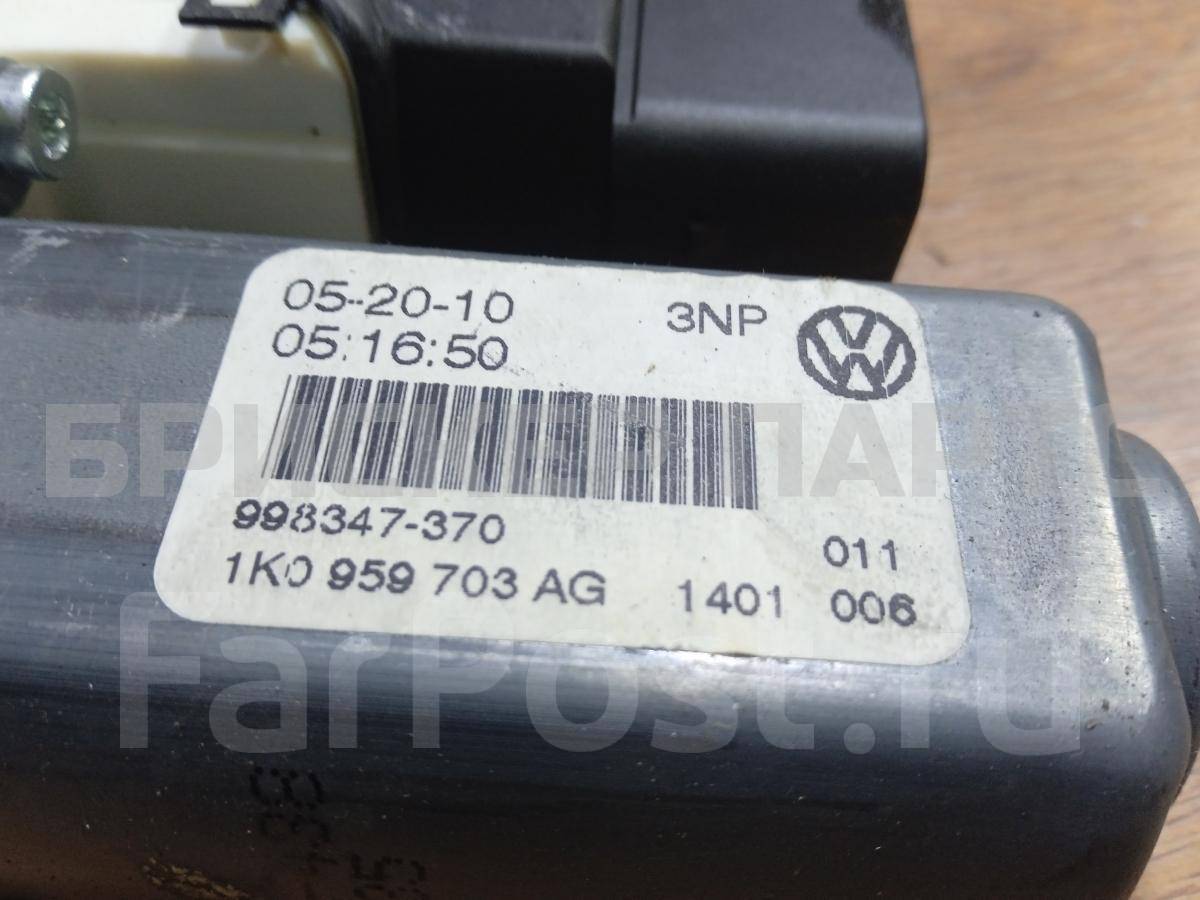 05-20-10 3NP
05:16:50
998347-370 011
1K0 959 703 AG 1401 006
FarPost.ru